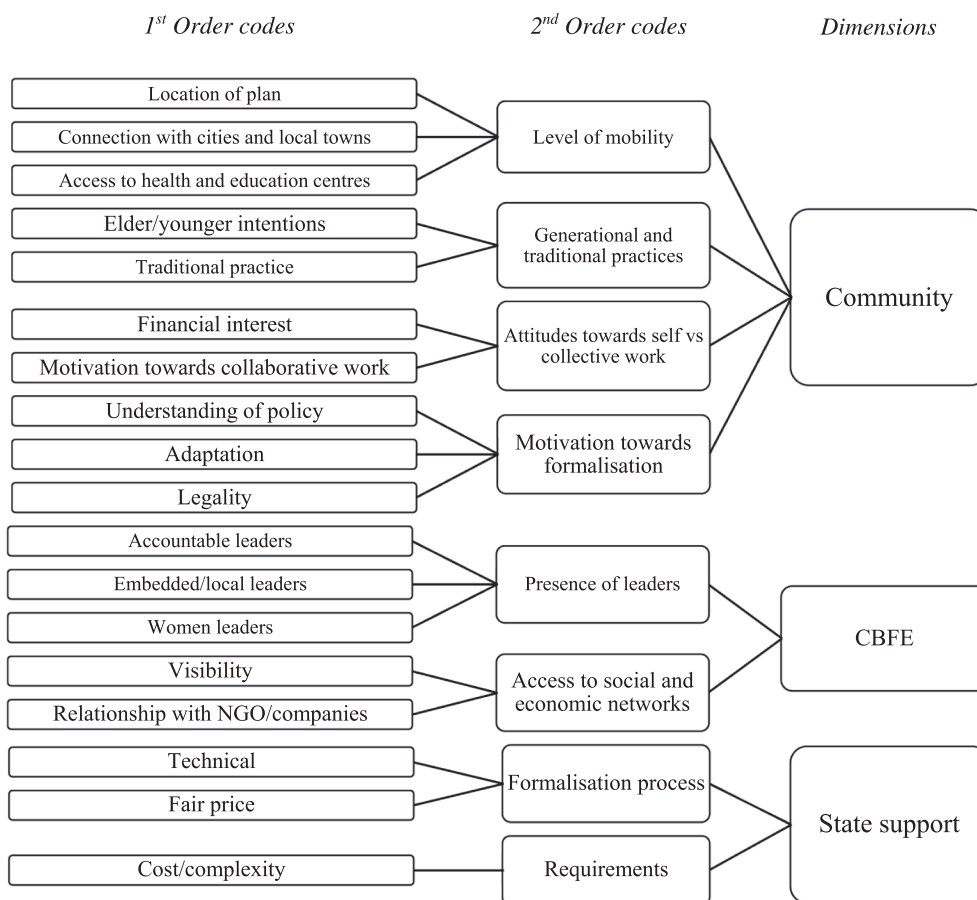 1st Order codes
2nd Order codes
Dimensions
Location of plan
Connection with cities and local towns
Access to health and education centres
Level of mobility
Elder/younger intentions
Traditional practice
Generational and
traditional practices
Financial interest
Motivation towards collaborative work
Attitudes towards self vs
collective work
Understanding of policy
Adaptation
Legality
Motivation towards
formalisation
Community
Accountable leaders
Embedded/local leaders
Women leaders
Presence of leaders
Visibility
Relationship with NGO/companies
Access to social and
economic networks
CBFE
Technical
Fair price
Formalisation process
Cost/complexity
Requirements
State support